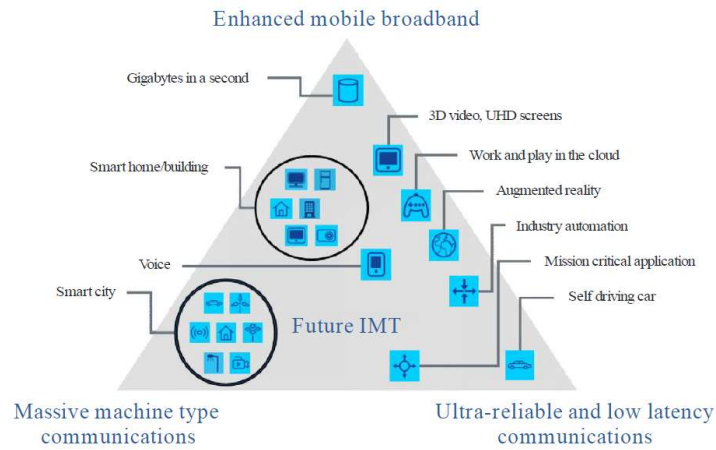 Enhanced mobile broadband
Gigabytes in a second
3D video, UHD screens
Smart home/building
Work and play in the cloud
Augmented reality
Industry automation
Voice
Mission critical application
Smart city
Self driving car
Future IMT
Massive machine type
communications
Ultra-reliable and low latency
communications